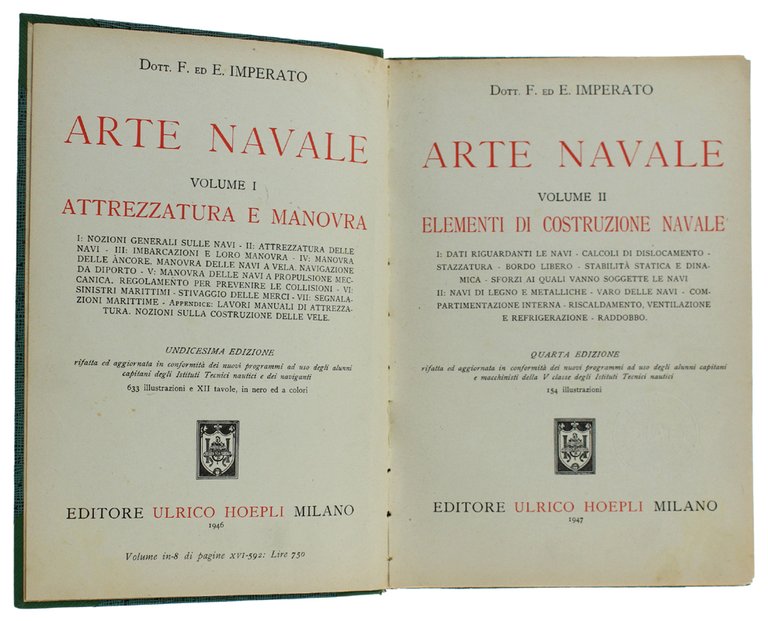 Dott. F. ed E. IMPERATO
ARTE NAVALE
VOLUME I
ATTREZZATURA E MANOVRA
I: NOZIONI GENERALI SULLE NAVI - II: ATTREZZATURA DELLE
NAVI - III: IMBARCAZIONI E LORO MANOVRA - IV: MANOVRA
DELLE ÀNCORE. MANOVRA DELLE NAVI A VELA. NAVIGAZIONE
DA DIPORTO - V: MANOVRA DELLE NAVI A PROPULSIONE MEC-
CANICA. REGOLAMENTO PER PREVENIRE LE COLLISIONI - VI:
SINISTRI MARITTIMI - STIVAGGIO DELLE MERCI - VII: SEGNALA-
ZIONI MARITTIME - Appendice: LAVORI MANUALI DI ATTREZZA-
TURA. NOZIONI SULLA COSTRUZIONE DELLE VELE.
UNDICESIMA EDIZIONE
rifatta ed aggiornata in conformità dei nuovi programmi ad uso degli alunni
capitani degli Istituti Tecnici nautici e dei naviganti
633 illustrazioni e XII tavole, in nero ed a colori
EDITORE ULRICO HOEPLI MILANO
1946
Volume in-8 di pagine XVI-592: Lire 750
Dott. F. ed E. IMPERATO
ARTE NAVALE
VOLUME II
ELEMENTI DI COSTRUZIONE NAVALE
I: DATI RIGUARDANTI LE NAVI - CALCOLI DI DISLOCAMENTO -
STAZZATURA - BORDO LIBERO - STABILITÀ STATICA E DINA-
MICA - SFORZI AI QUALI VANNO SOGGETTE LE NAVI
II: NAVI DI LEGNO E METALLICHE - VARO DELLE NAVI - COM-
PARTIMENTAZIONE INTERNA - RISCALDAMENTO, VENTILAZIONE
E REFRIGERAZIONE - RADDOBBO.
QUARTA EDIZIONE
rifatta ed aggiornata in conformità dei nuovi programmi ad uso degli alunni capitani
e macchinisti della V classe degli Istituti Tecnici nautici
154 illustrazioni
EDITORE ULRICO HOEPLI MILANO
1947